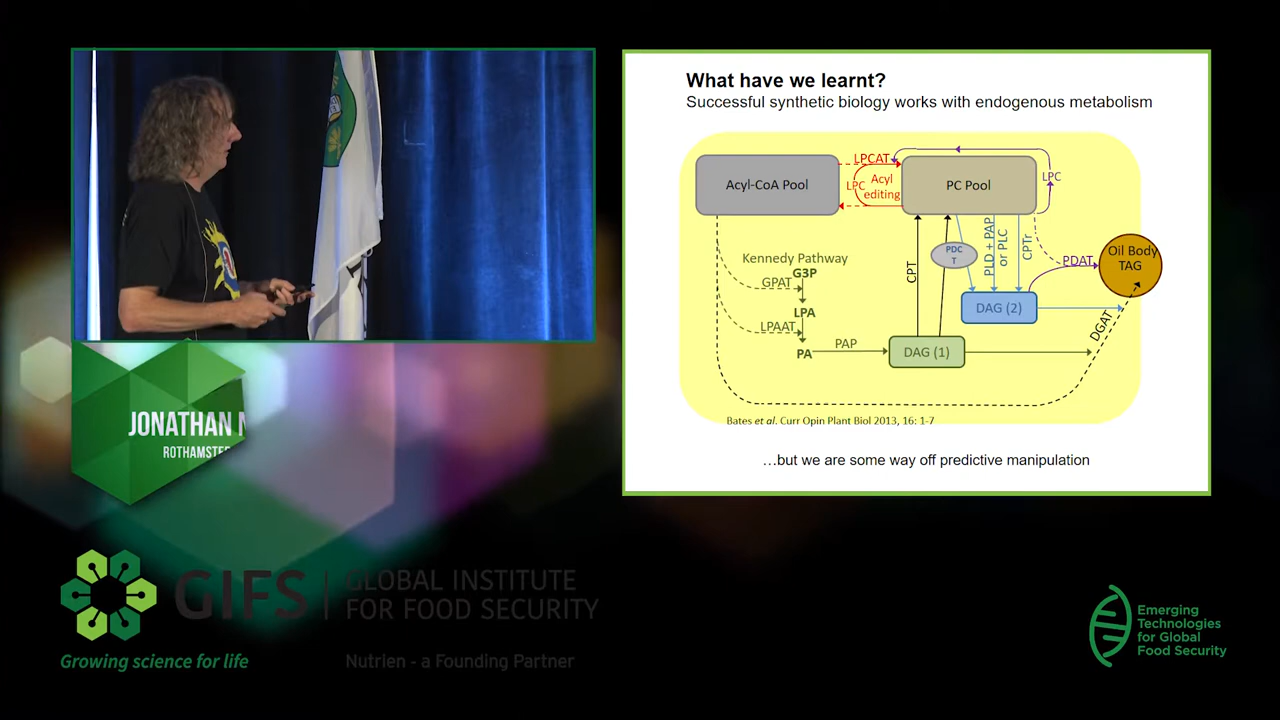 What have we learnt?
Successful synthetic biology works with endogenous metabolism
Acyl-CoA Pool
LPCAT
LPC
Acyl
editing
PC Pool
LPC
Kennedy Pathway
G3P
GPAT
LPA
LPAAT
PA
PAP
CPT
PDC
T
PLD + PAP
or PLC
CPTr
PDAT
Oil Body
TAG
DAG (2)
DAG (1)
DGAT
Bates et al. Curr Opin Plant Biol 2013, 16: 1-7
…but we are some way off predictive manipulation
JONATHAN
GIFS
GLOBAL INSTITUTE
FOR FOOD SECURITY
Growing science for life
Nutrien - a Founding Partner
Emerging
Technologies
for Global
Food Security